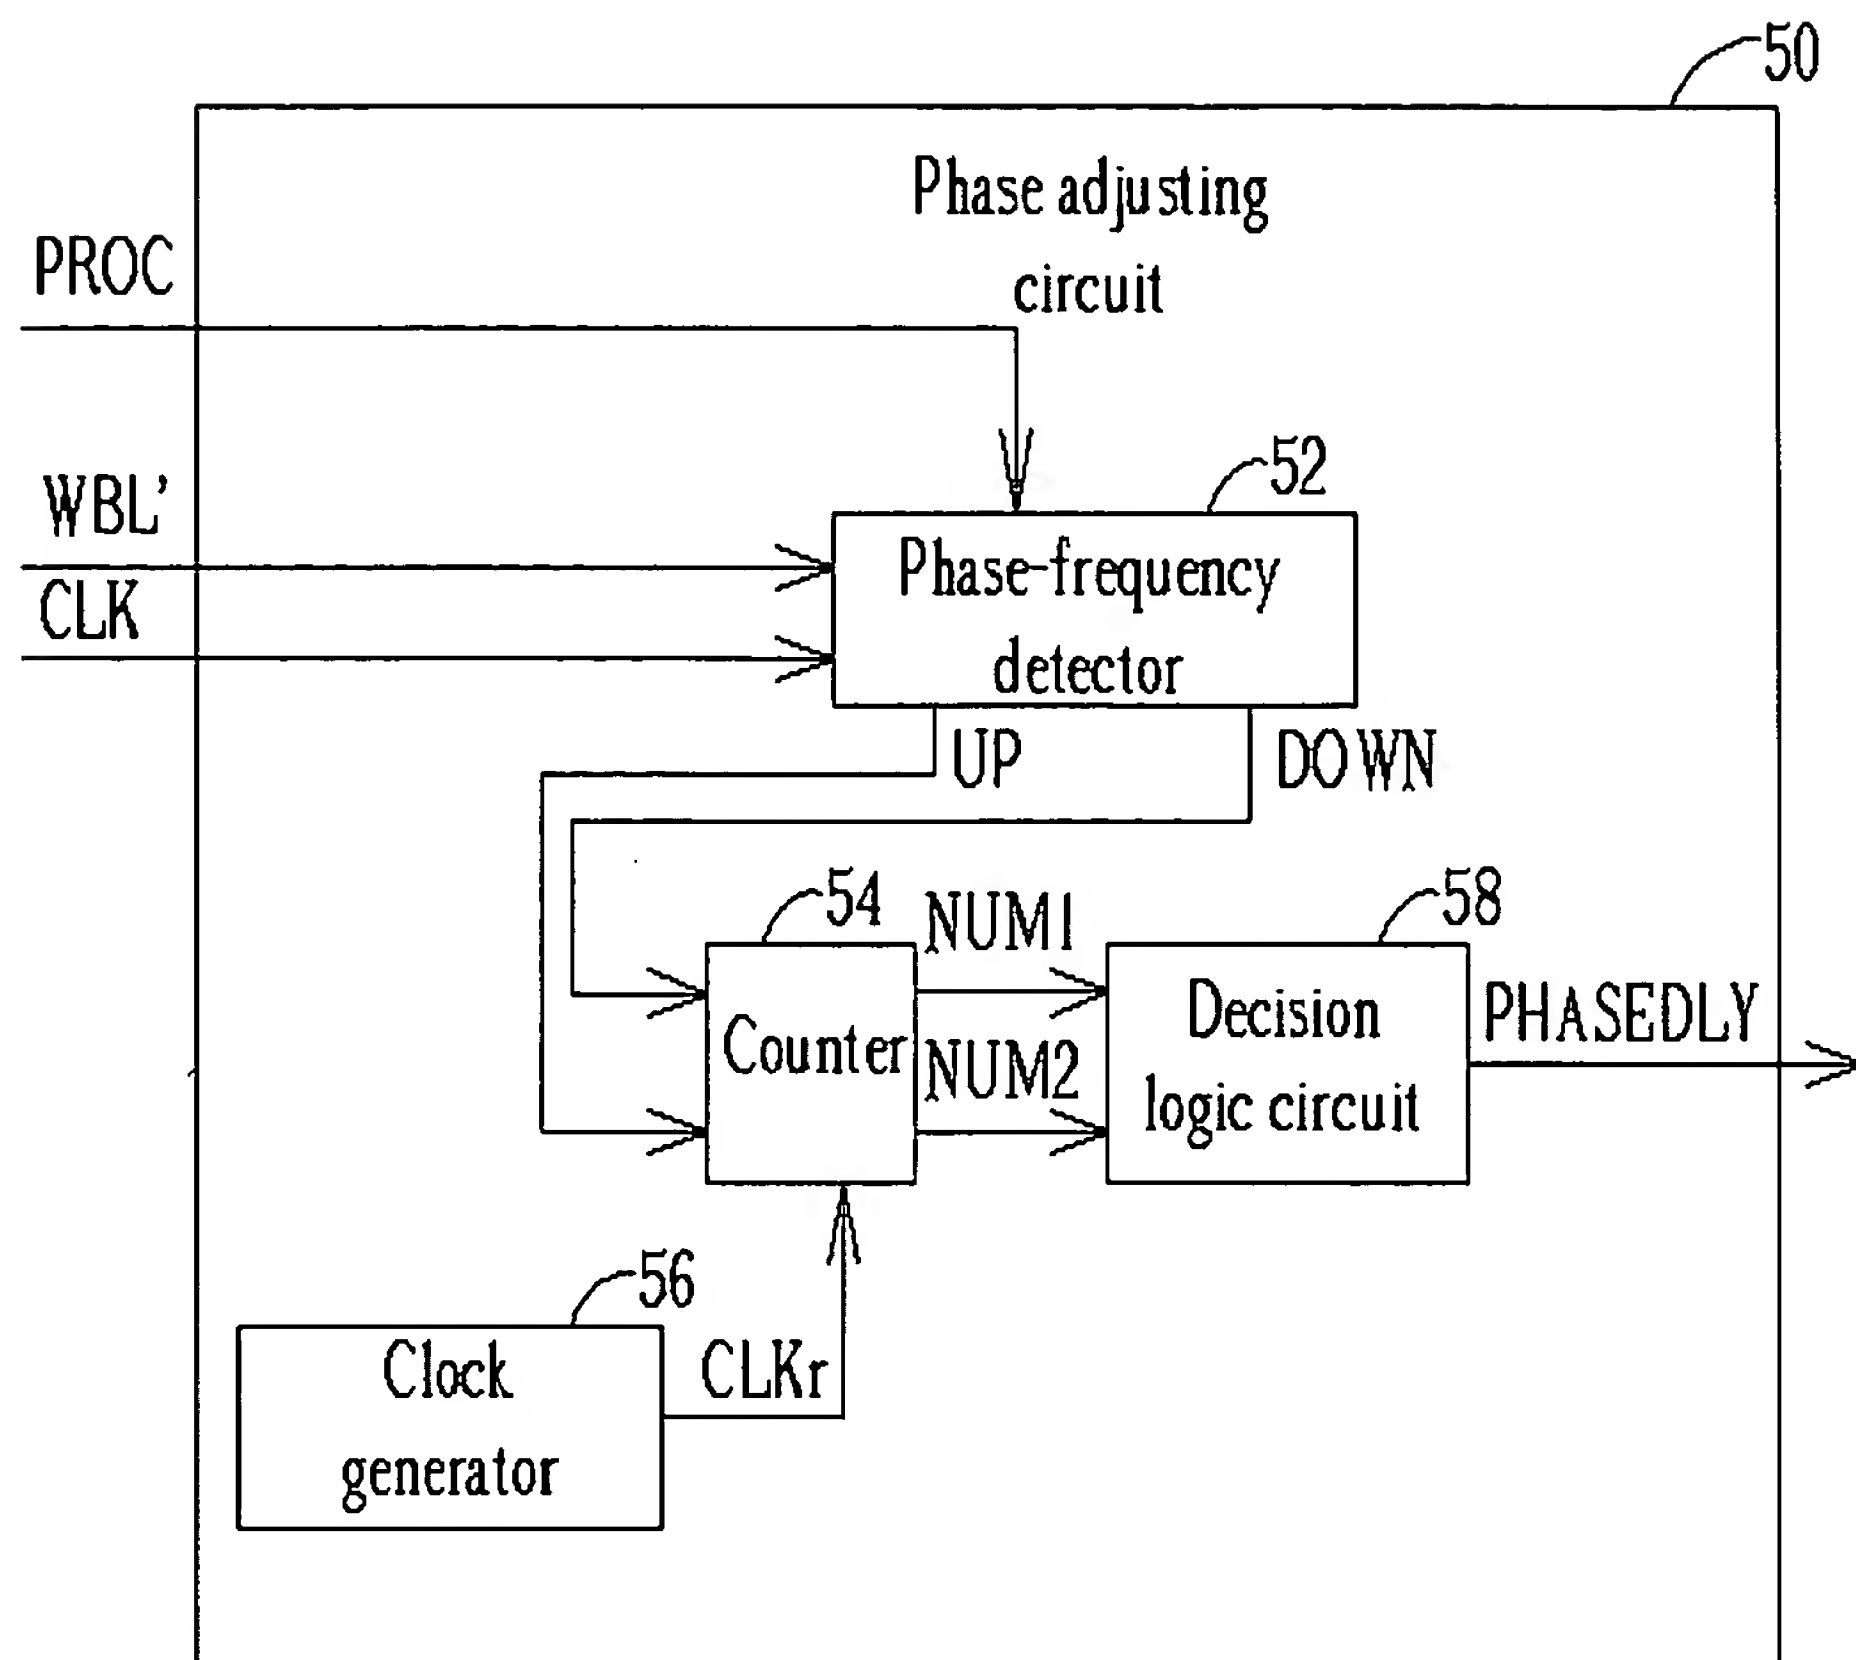 50
Phase adjusting
circuit
PROC
52
WBL’
Phase-frequency
CLK
detector
UP
DOWN
54
NUM1
58
Decision
PHASEDLY
Counter
NUM2
logic circuit
56
Clock
CLKr
generator